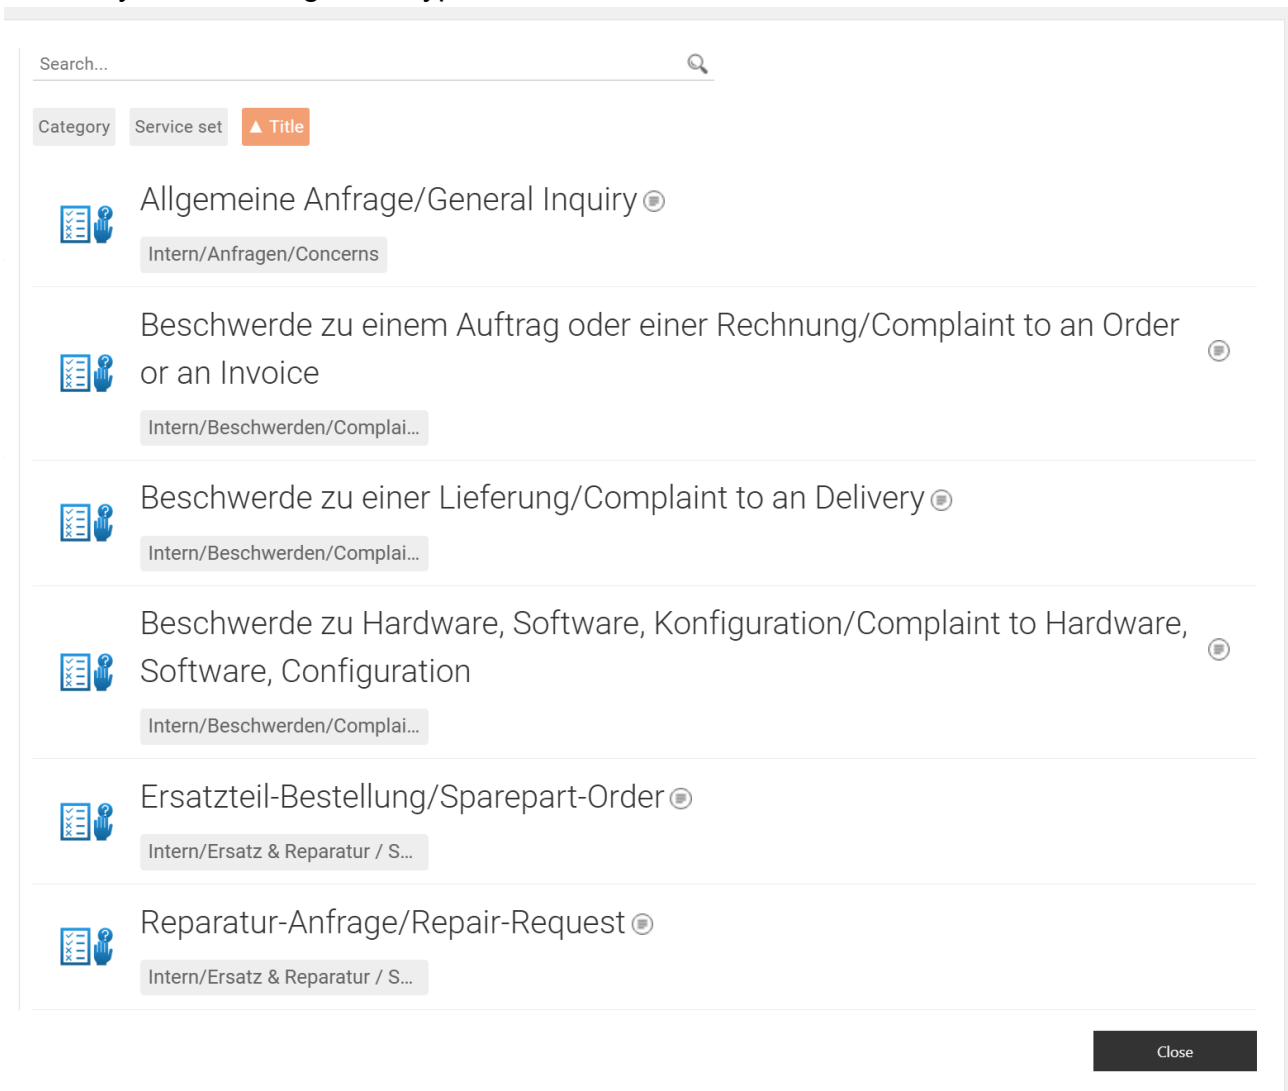 Search...
Category Service set ▲ Title
Allgemeine Anfrage/General Inquiry
Intern/Anfragen/Concerns
Beschwerde zu einem Auftrag oder einer Rechnung/Complaint to an Order
or an Invoice
Intern/Beschwerden/Complai...
Beschwerde zu einer Lieferung/Complaint to an Delivery
Intern/Beschwerden/Complai...
Beschwerde zu Hardware, Software, Konfiguration/Complaint to Hardware,
Software, Configuration
Intern/Beschwerden/Complai...
Ersatzteil-Bestellung/Sparepart-Order
Intern/Ersatz & Reparatur / S...
Reparatur-Anfrage/Repair-Request
Intern/Ersatz & Reparatur / S...
Close